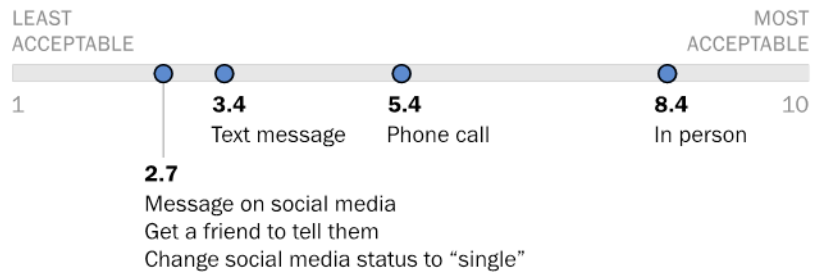 LEAST
ACCEPTABLE
MOST
ACCEPTABLE
1
3.4
5.4
8.4
10
Text message
Phone call
In person
2.7
Message on social media
Get a friend to tell them
Change social media status to “single”